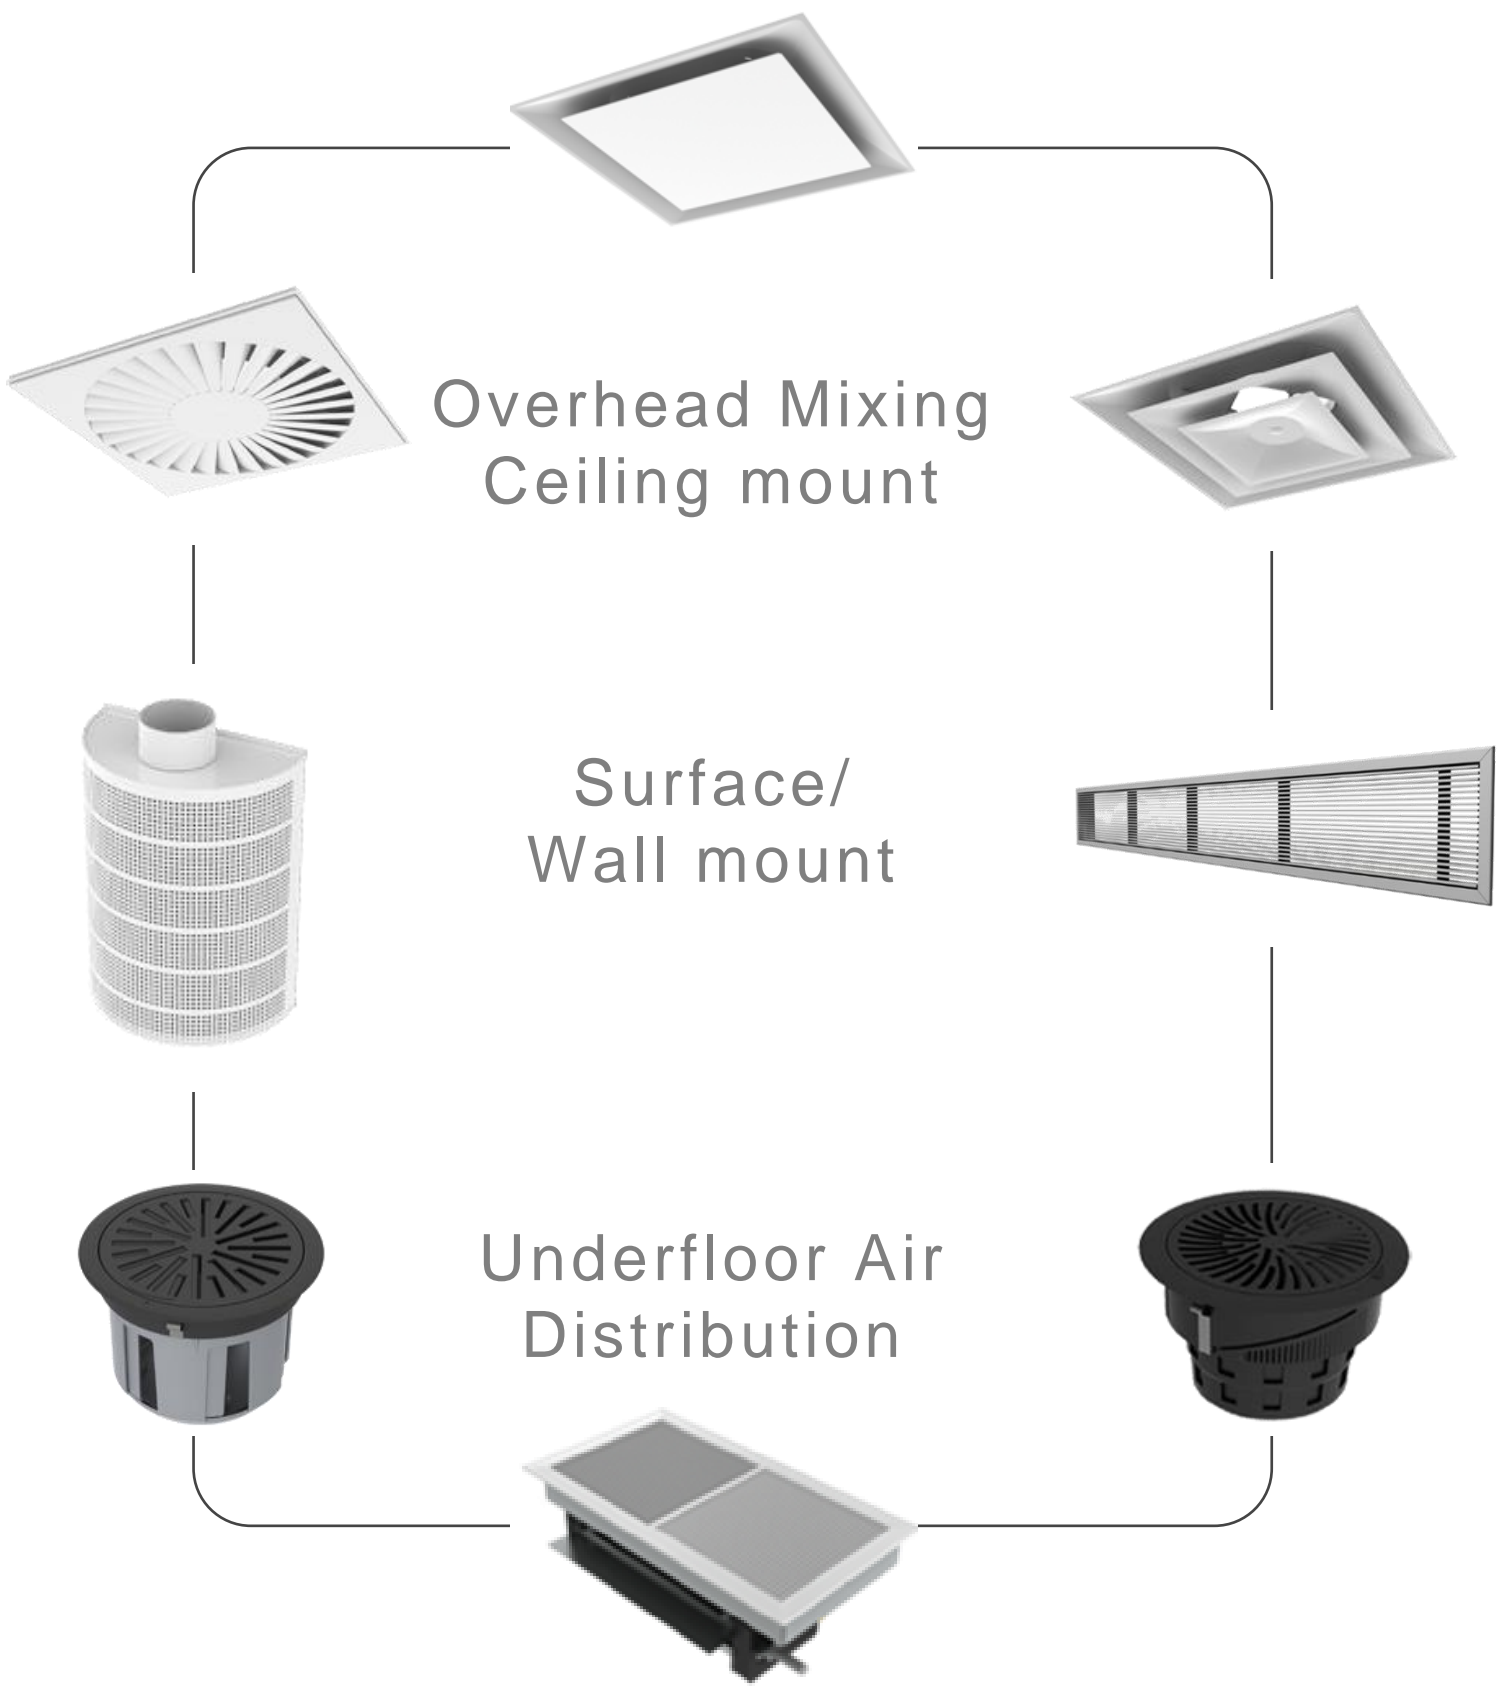 Overhead Mixing
Ceiling mount
Surface/
Wall mount
Underfloor Air
Distribution